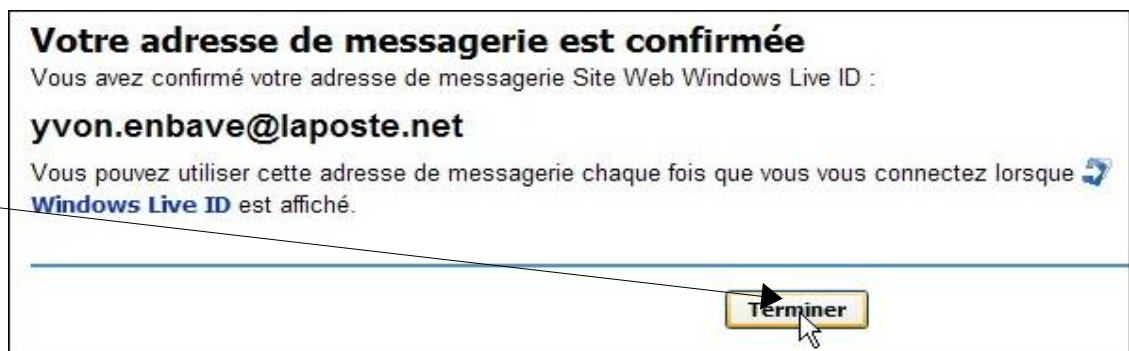 Votre adresse de messagerie est confirmée
Vous avez confirmé votre adresse de messagerie Site Web Windows Live ID :
yvon.enbave@laposte.net
Vous pouvez utiliser cette adresse de messagerie chaque fois que vous vous connectez lorsque
Windows Live ID est affiché.
Terminer